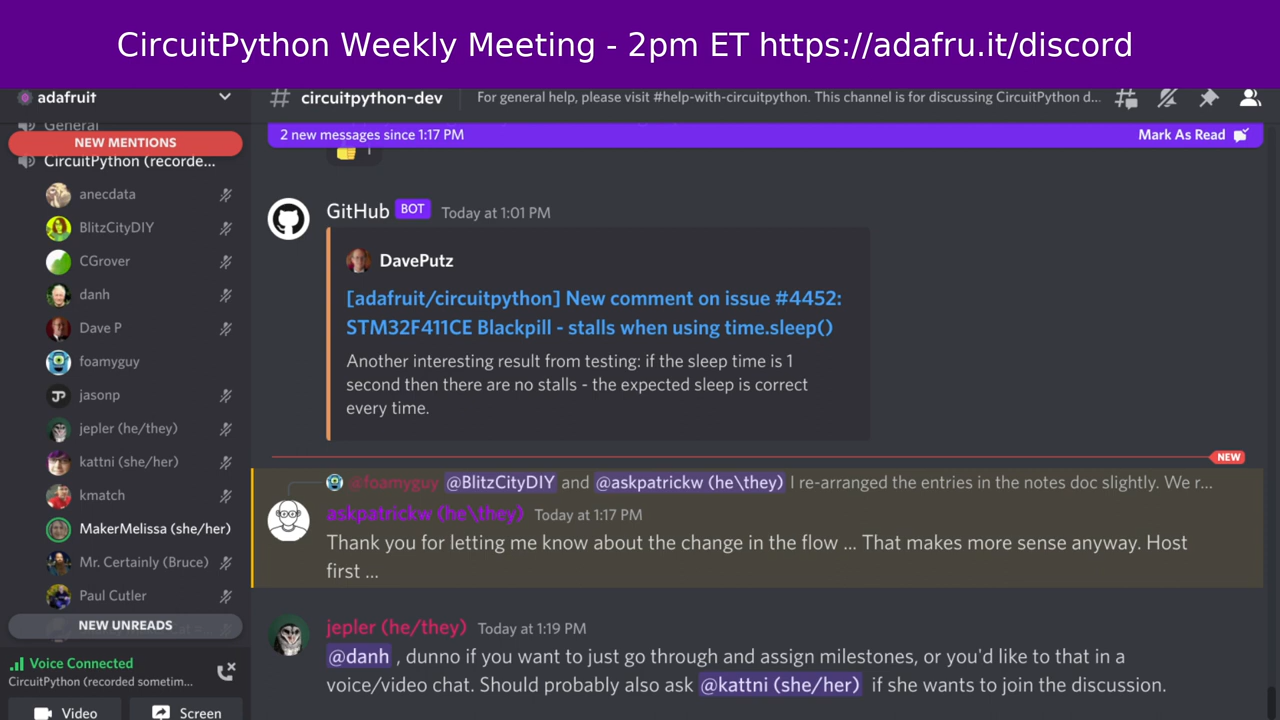 CircuitPython Weekly Meeting - 2pm ET https://adafru.it/discord
adafruit
General
NEW MENTIONS
CircuitPython (recorde...
anecdata
BlitzCityDIY
CGrover
danh
Dave P
foamyguy
jasonp
jepler (he/they)
kattni (she/her)
kmatch
MakerMelissa (she/her)
Mr. Certainly (Bruce)
Paul Cutler
NEW UNREADS
Voice Connected
CircuitPython (recorded sometim...
Video
Screen
# circuitpython-dev
For general help, please visit #help-with-circuitpython. This channel is for discussing CircuitPython d...
2 new messages since 1:17 PM
Mark As Read
1
GitHub BOT Today at 1:01 PM
DavePutz
[adafruit/circuitpython] New comment on issue #4452:
STM32F411CE Blackpill - stalls when using time.sleep()
Another interesting result from testing: if the sleep time is 1
second then there are no stalls - the expected sleep is correct
every time.
NEW
@foamyguy @BlitzCityDIY and @askpatrickw (he\they) I re-arranged the entries in the notes doc slightly. We r...
askpatrickw (he\they) Today at 1:17 PM
Thank you for letting me know about the change in the flow ... That makes more sense anyway. Host
first ...
jepler (he/they) Today at 1:19 PM
@danh , dunno if you want to just go through and assign milestones, or you'd like to that in a
voice/video chat. Should probably also ask @kattni (she/her) if she wants to join the discussion.